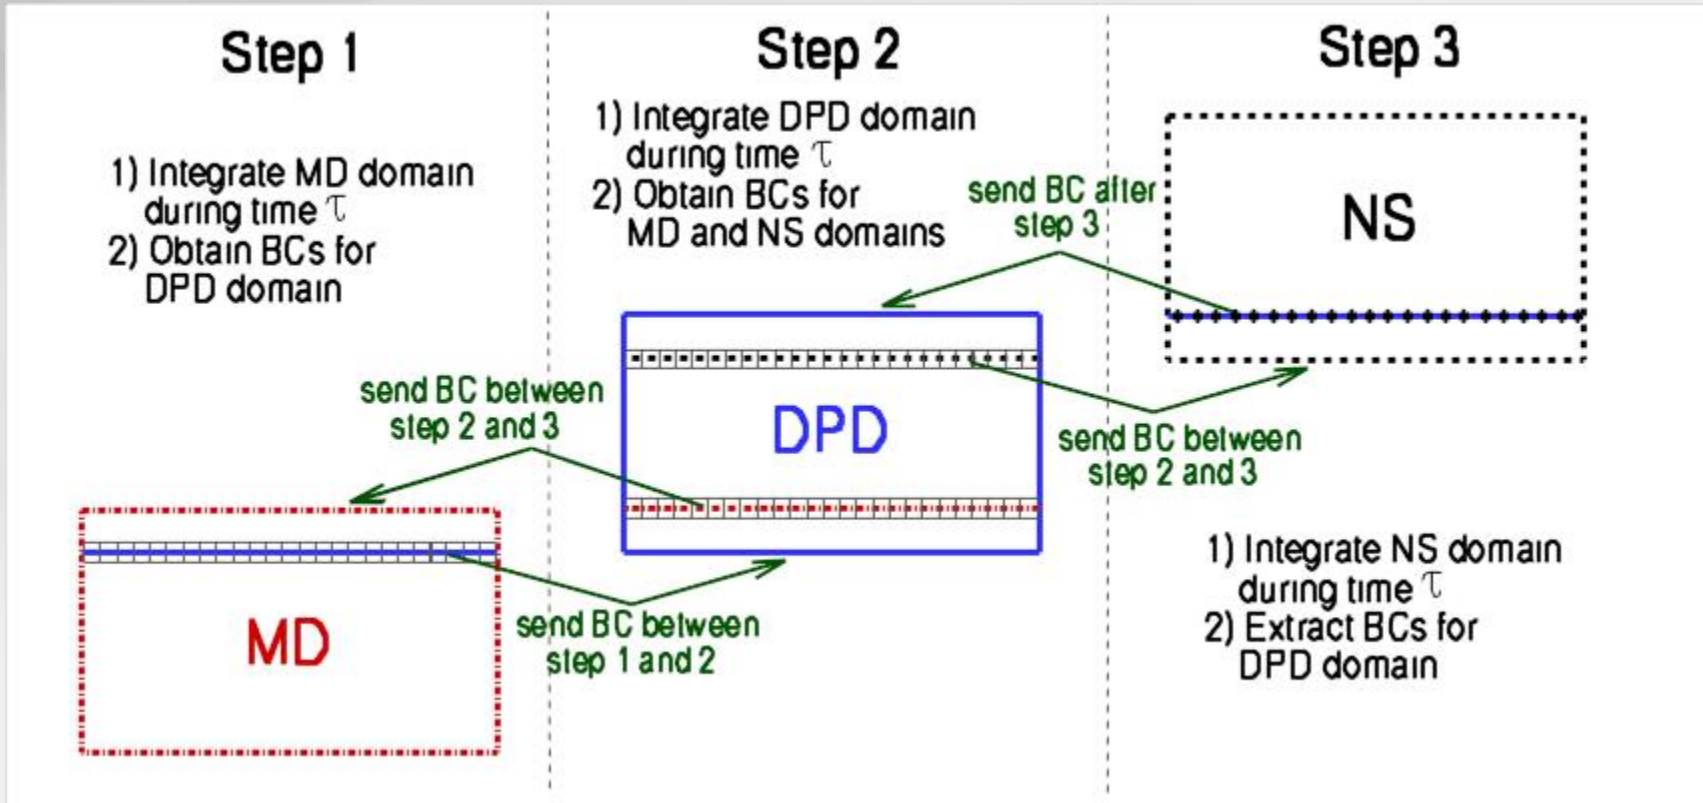 Step 1
1) Integrate MD domain
during time τ
2) Obtain BCs for
DPD domain
send BC between
step 2 and 3
MD
send BC between
step 1 and 2
Step 2
1) Integrate DPD domain
during time τ
2) Obtain BCs for
MD and NS domains
send BC after
step 3
DPD
send BC between
step 2 and 3
Step 3
NS
1) Integrate NS domain
during time τ
2) Extract BCs for
DPD domain